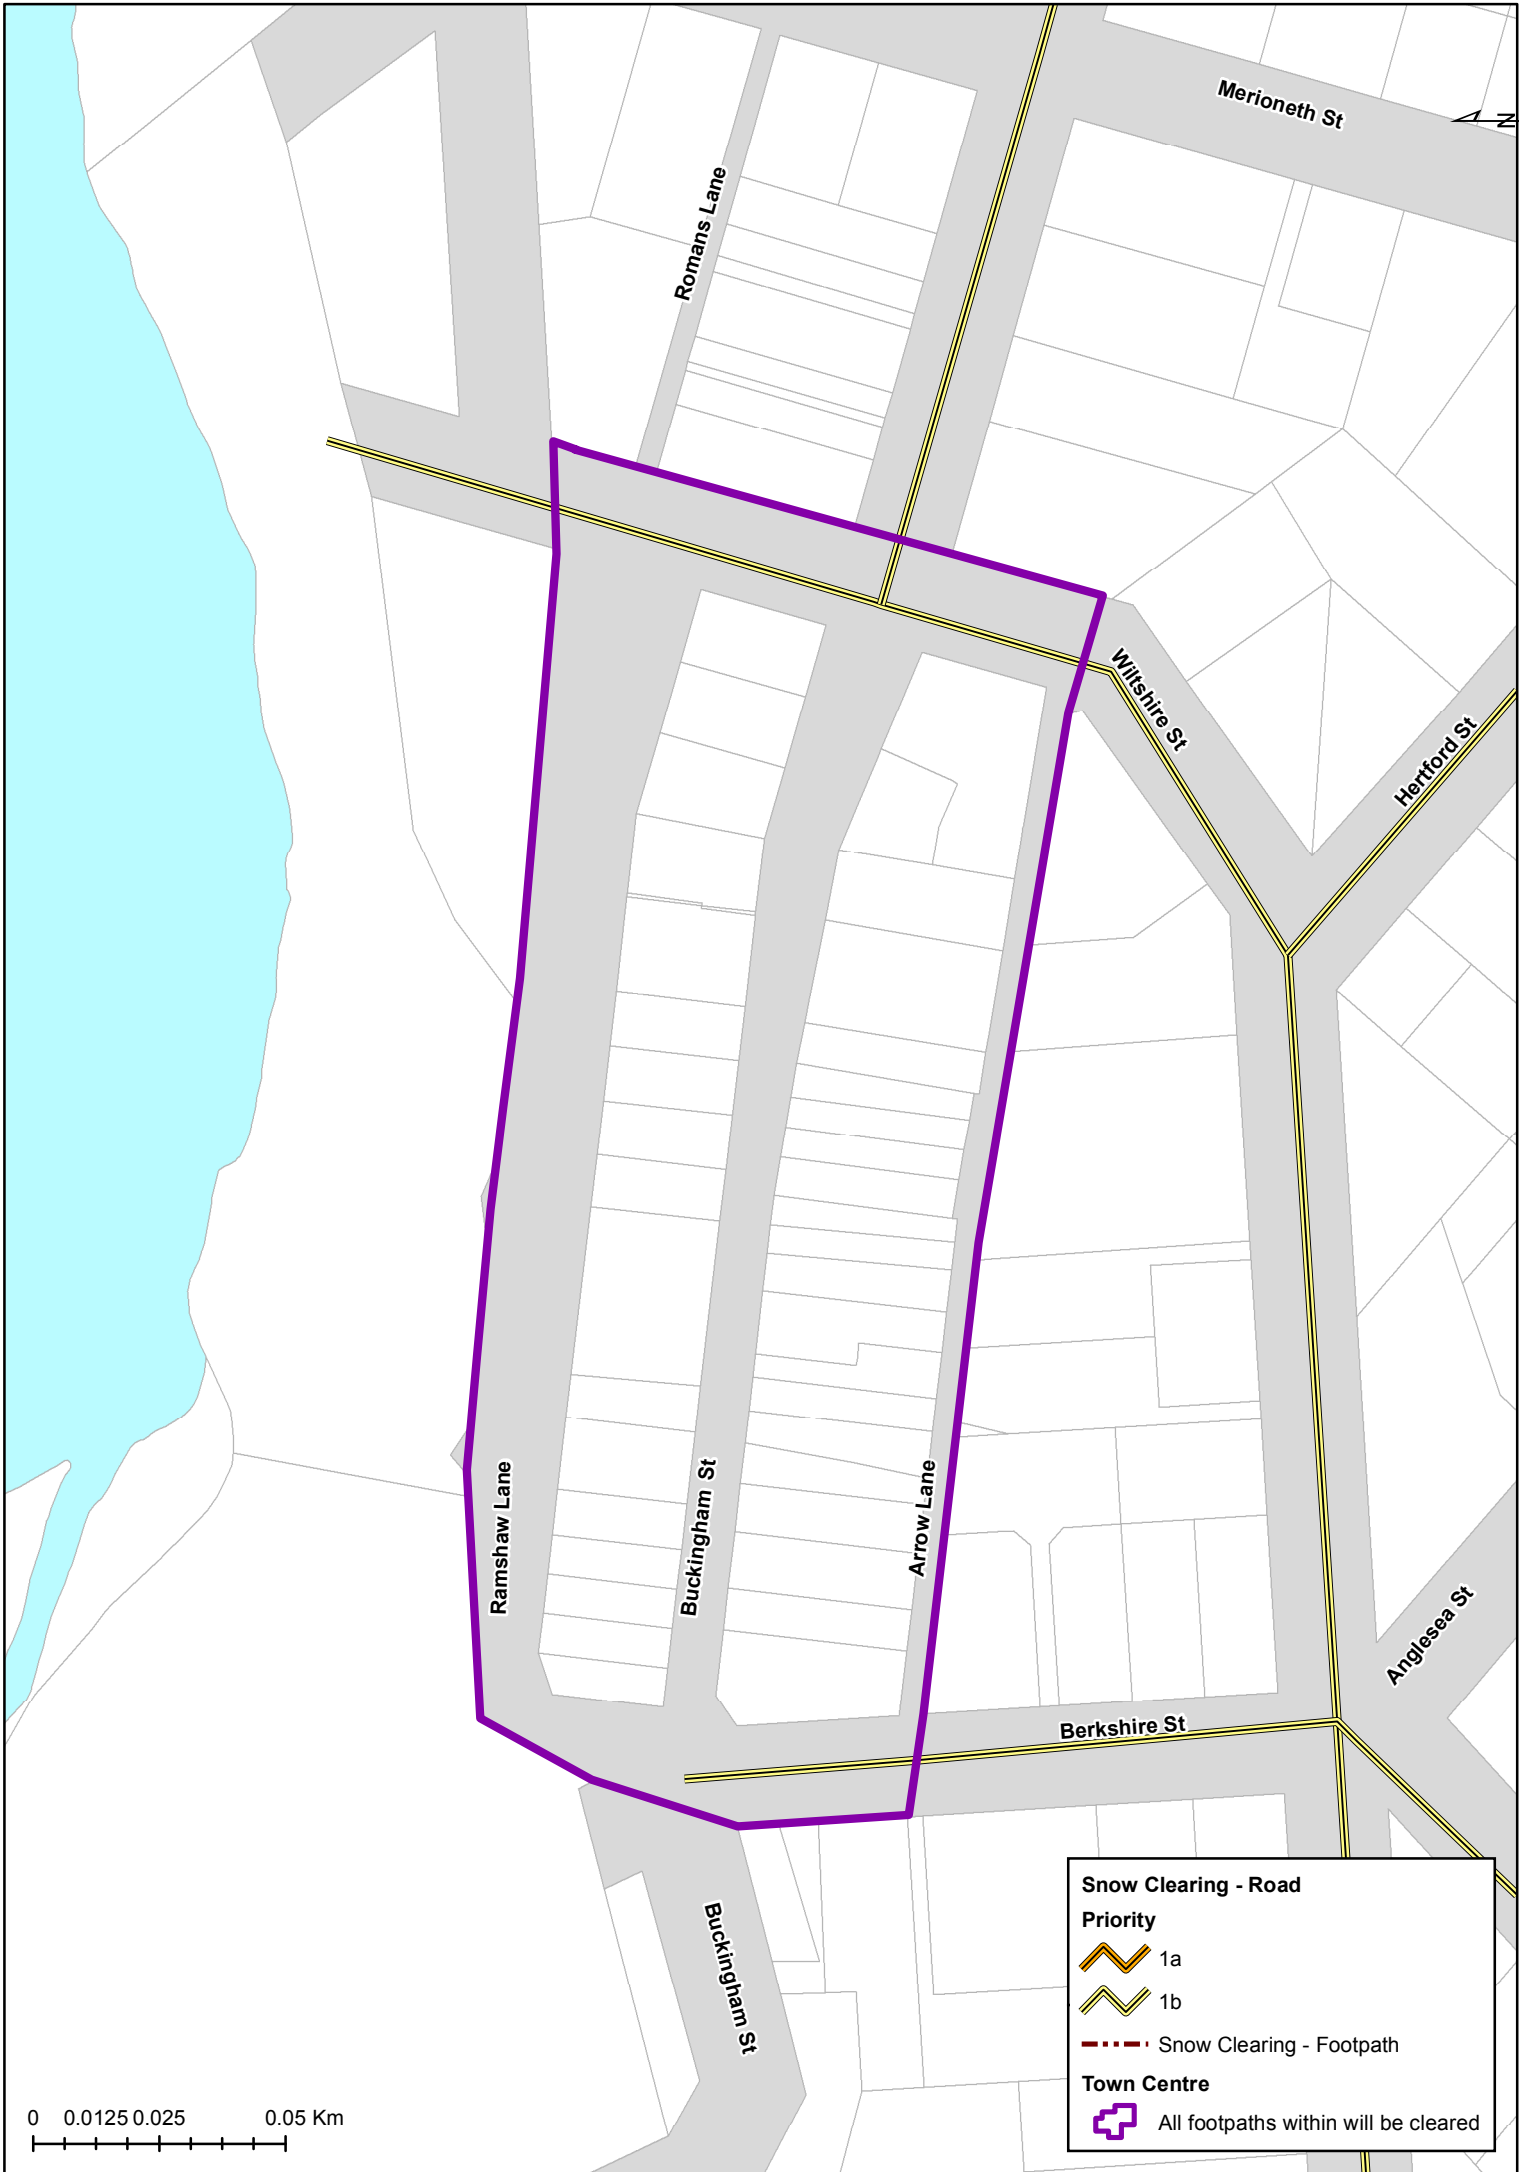 Merioneth St
N
Romans Lane
Wiltshire St
Hertford St
Ramshaw Lane
Buckingham St
Arrow Lane
Anglesea St
Berkshire St
Buckingham St
Snow Clearing - Road
Priority
1a
1b
Snow Clearing - Footpath
Town Centre
All footpaths within will be cleared
0 0.0125 0.025 0.05 Km